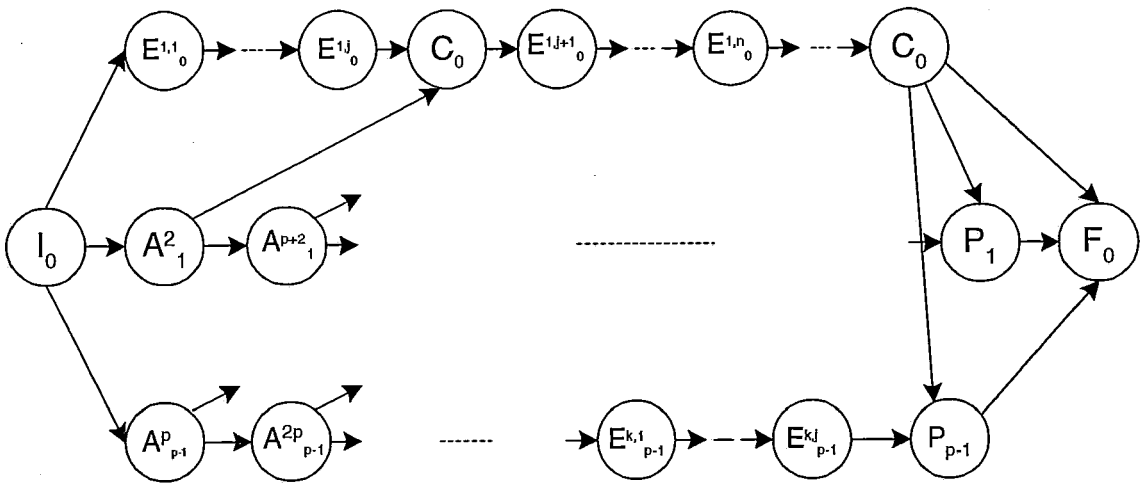 E^{1,1}_0 E^{1,j}_0 C_0 E^{1,j+1}_0 E^{1,n}_0 C_0
I_0 A^2_1 A^{p+2}_1 P_1 F_0
A^p_{p-1} A^{2p}_{p-1} E^{k,1}_{p-1} E^{k,j}_{p-1} P_{p-1}